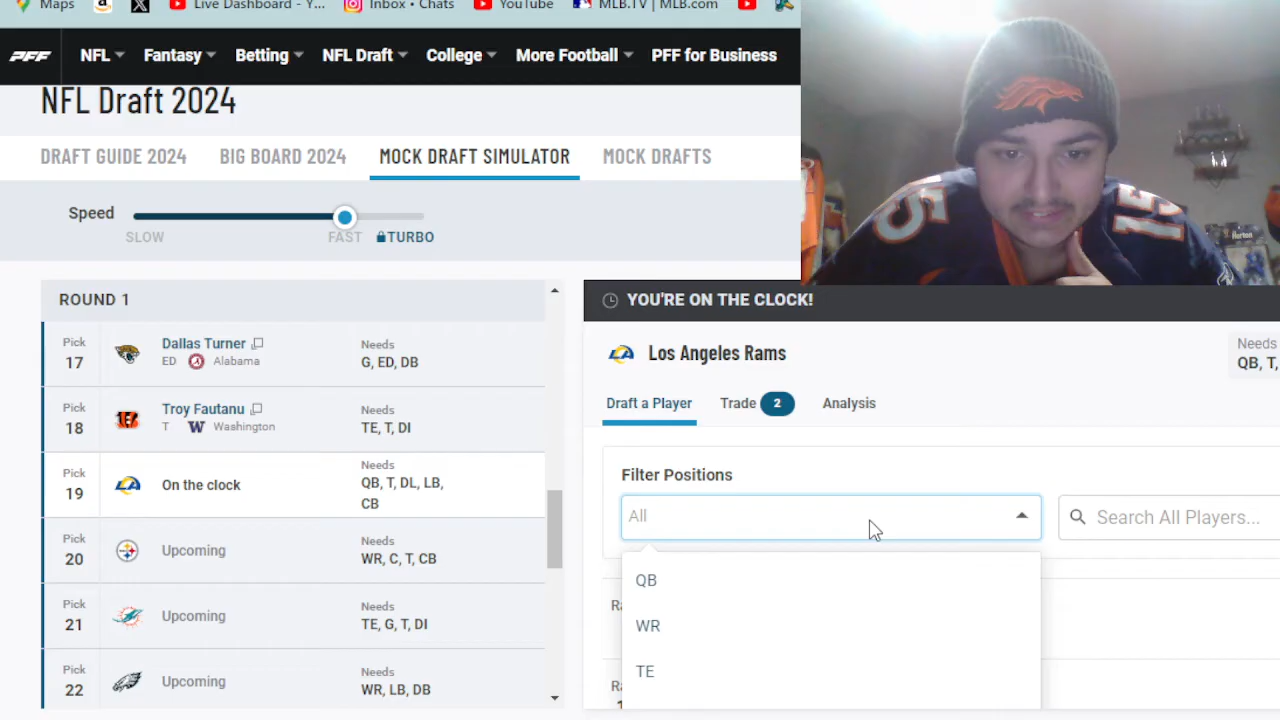 Maps
Live Dashboard - Y...
Inbox • Chats
YouTube
MLB.TV | MLB.com
PFF
NFL
Fantasy
Betting
NFL Draft
College
More Football
PFF for Business
NFL Draft 2024
DRAFT GUIDE 2024
BIG BOARD 2024
MOCK DRAFT SIMULATOR
MOCK DRAFTS
Speed
SLOW
FAST
TURBO
ROUND 1
Pick
17
Dallas Turner
ED Alabama
Needs
G, ED, DB
Pick
18
Troy Fautanu
T Washington
Needs
TE, T, DI
Pick
19
On the clock
Needs
QB, T, DL, LB,
CB
Pick
20
Upcoming
Needs
WR, C, T, CB
Pick
21
Upcoming
Needs
TE, G, T, DI
Pick
22
Upcoming
Needs
WR, LB, DB
YOU'RE ON THE CLOCK!
Los Angeles Rams
Needs
QB, T,
Draft a Player
Trade 2
Analysis
Filter Positions
All
Search All Players...
QB
WR
TE
15
Horton